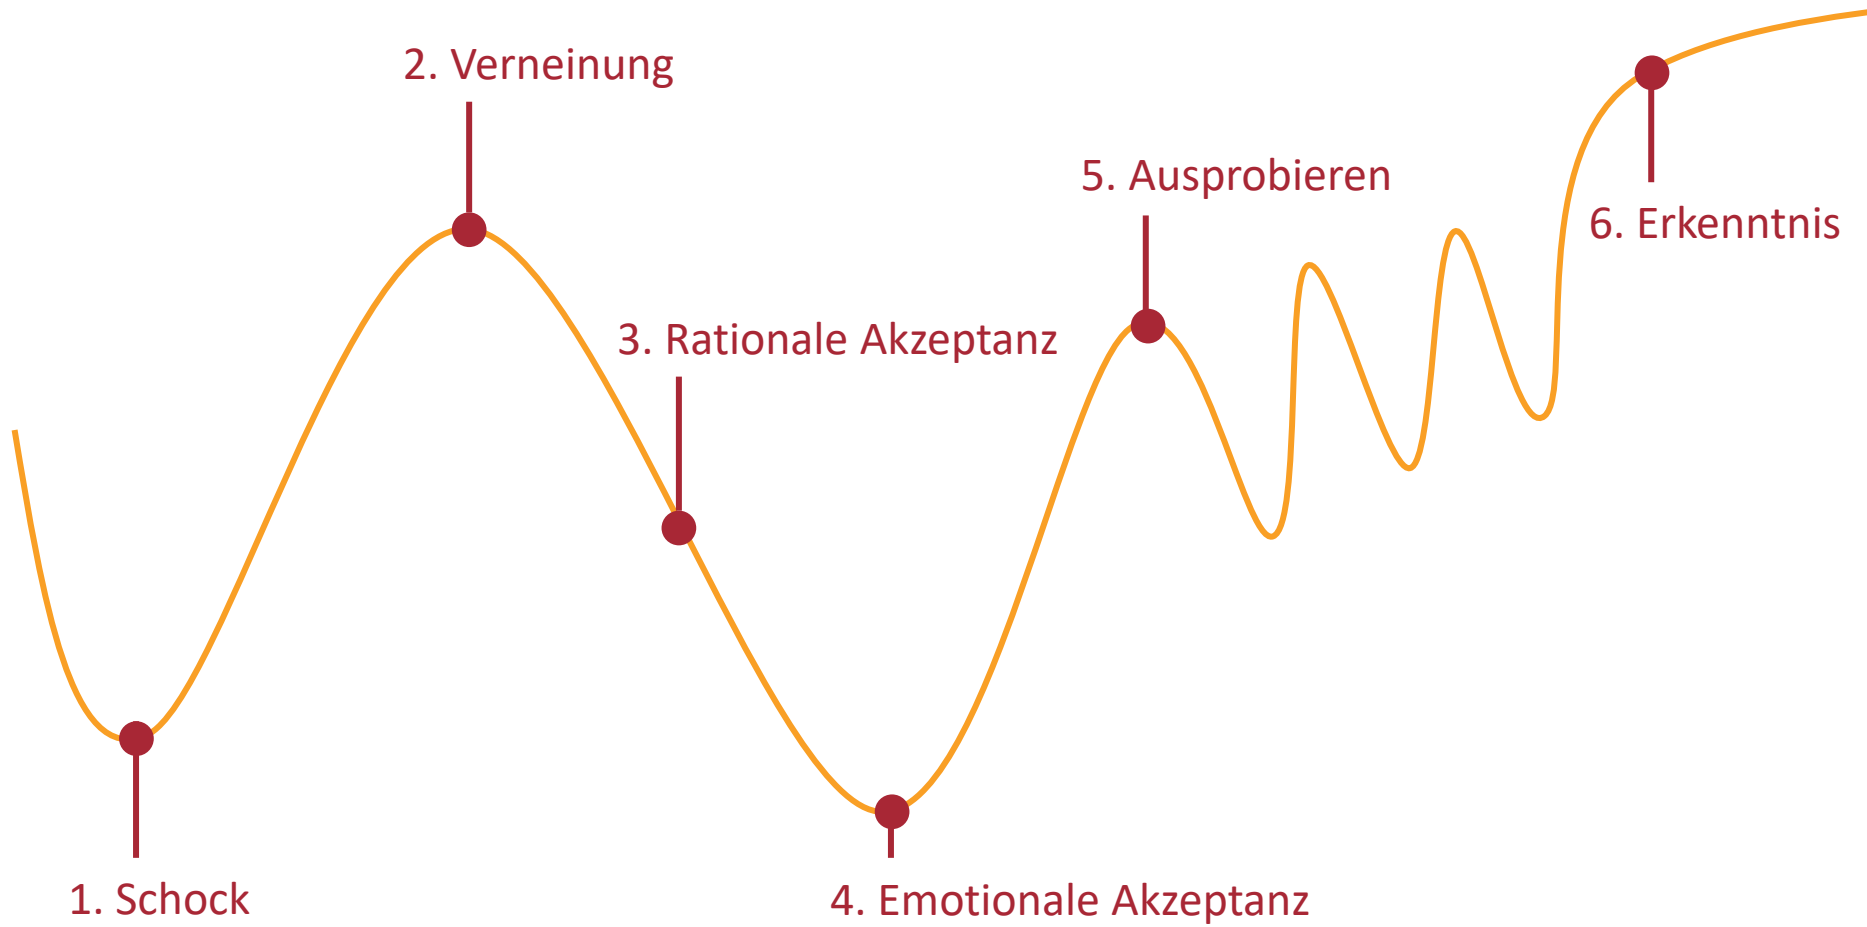 1. Schock
2. Verneinung
3. Rationale Akzeptanz
4. Emotionale Akzeptanz
5. Ausprobieren
6. Erkenntnis